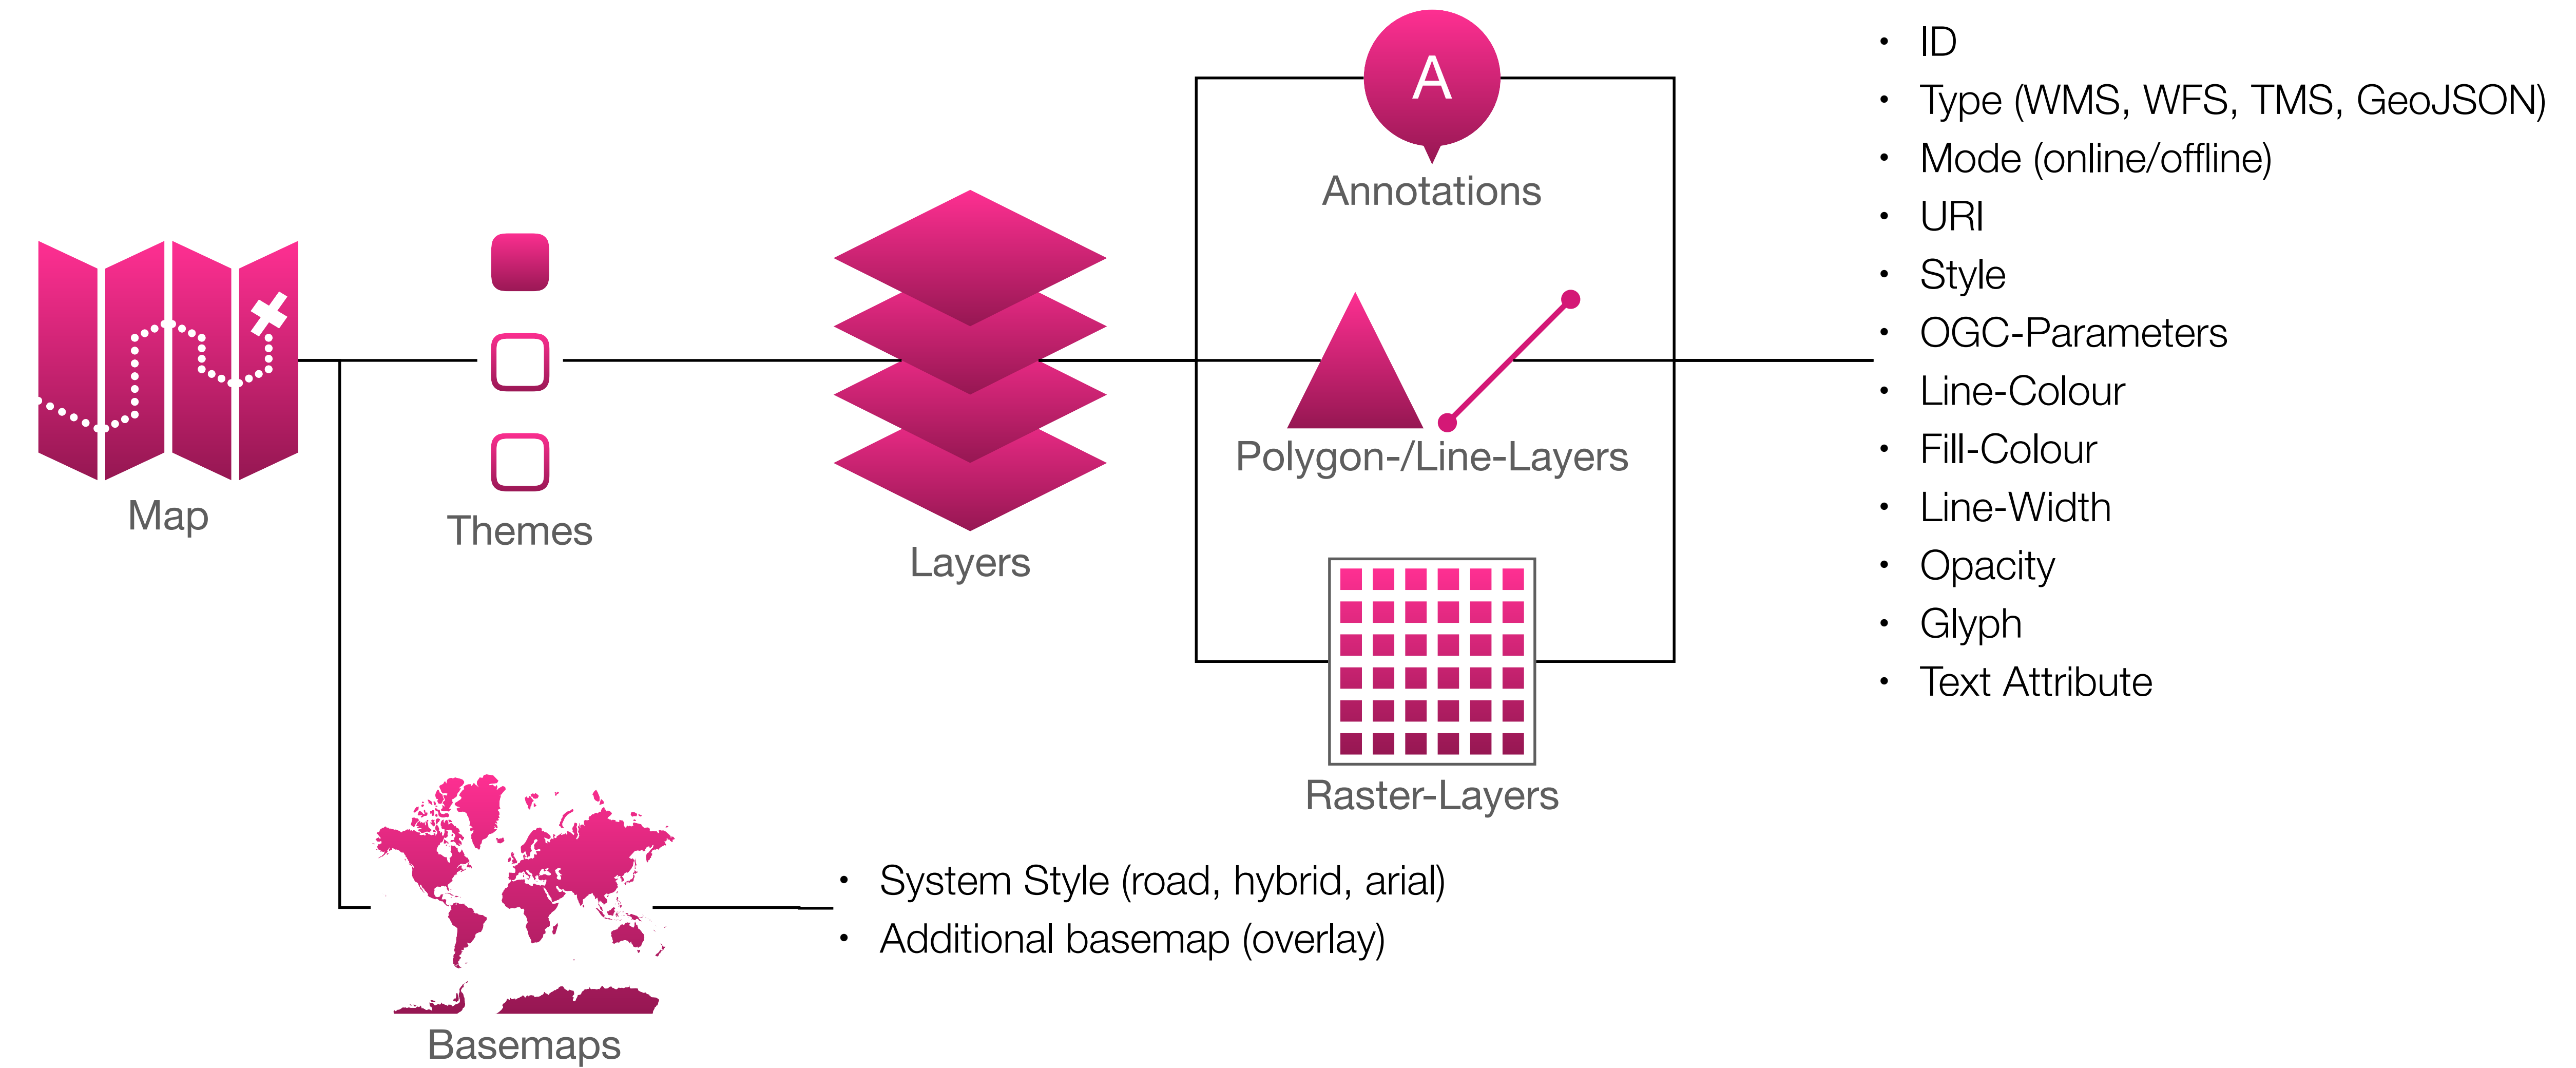 Map
Themes
Layers
A
Annotations
Polygon-/Line-Layers
Raster-Layers
• ID
• Type (WMS, WFS, TMS, GeoJSON)
• Mode (online/offline)
• URI
• Style
• OGC-Parameters
• Line-Colour
• Fill-Colour
• Line-Width
• Opacity
• Glyph
• Text Attribute
Basemaps
• System Style (road, hybrid, arial)
• Additional basemap (overlay)